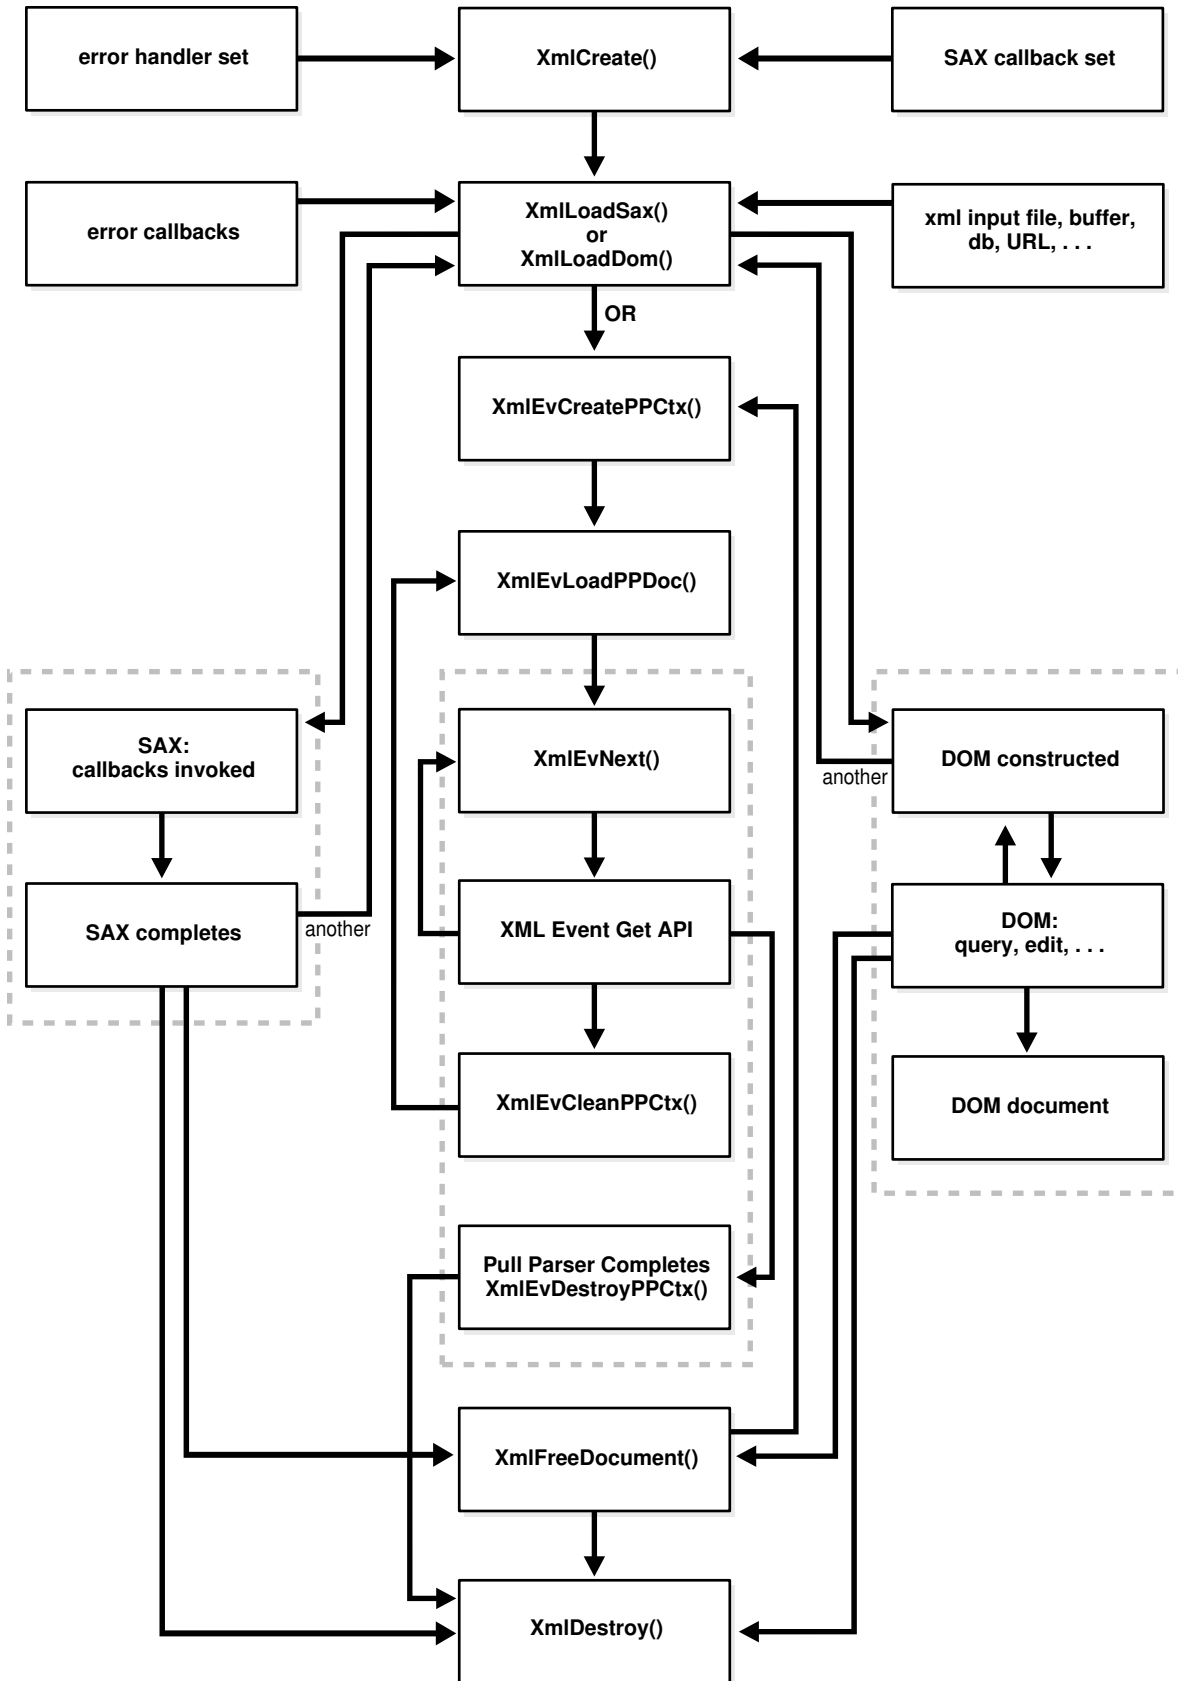 error handler set
XmlCreate()
SAX callback set
error callbacks
XmlLoadSax()
or
XmlLoadDom()
xml input file, buffer,
db, URL, . . .
OR
XmlEvCreatePPCtx()
XmlEvLoadPPDoc()
SAX:
callbacks invoked
XmlEvNext()
another
DOM constructed
SAX completes
another
XML Event Get API
DOM:
query, edit, . . .
XmlEvCleanPPCtx()
DOM document
Pull Parser Completes
XmlEvDestroyPPCtx()
XmlFreeDocument()
XmlDestroy()